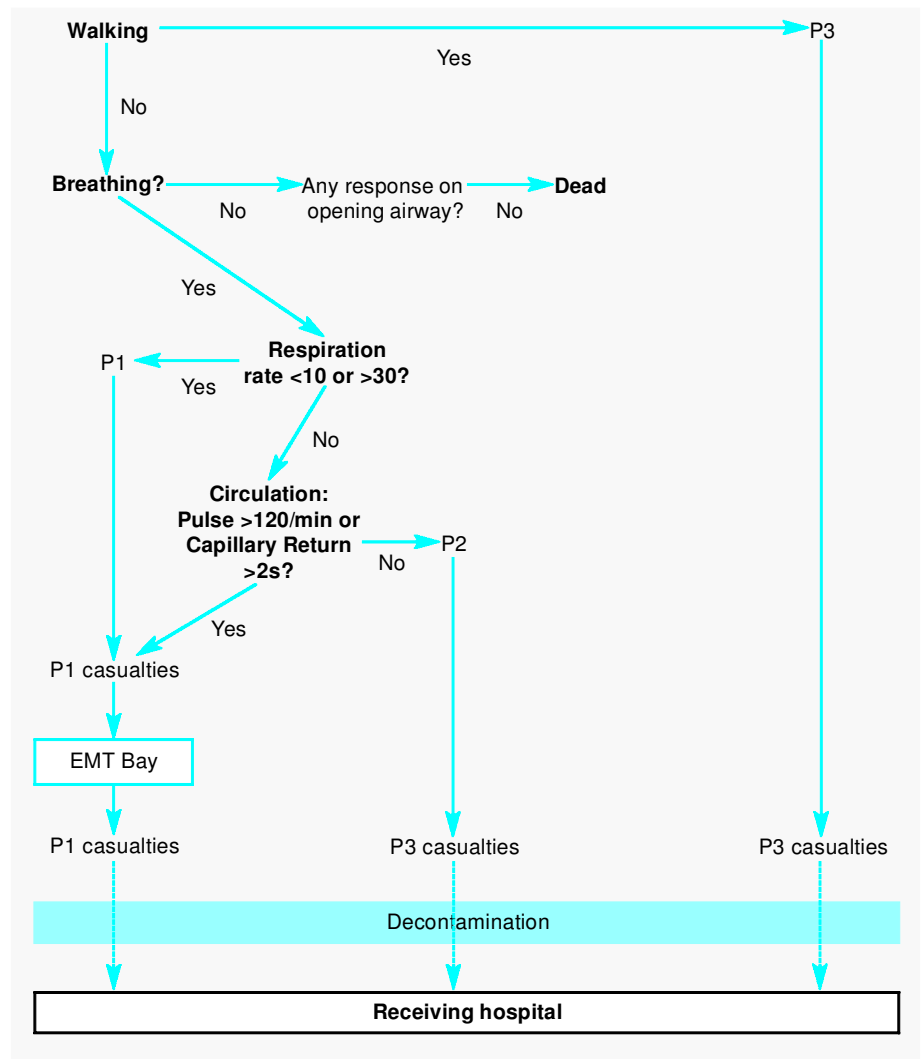 Walking
P3
Yes
No
Breathing?
Any response on
opening airway?
Dead
No
No
Yes
Respiration
rate <10 or >30?
P1
Yes
No
Circulation:
Pulse >120/min or
Capillary Return
>2s?
P2
No
Yes
P1 casualties
EMT Bay
P1 casualties
P3 casualties
P3 casualties
Decontamination
Receiving hospital